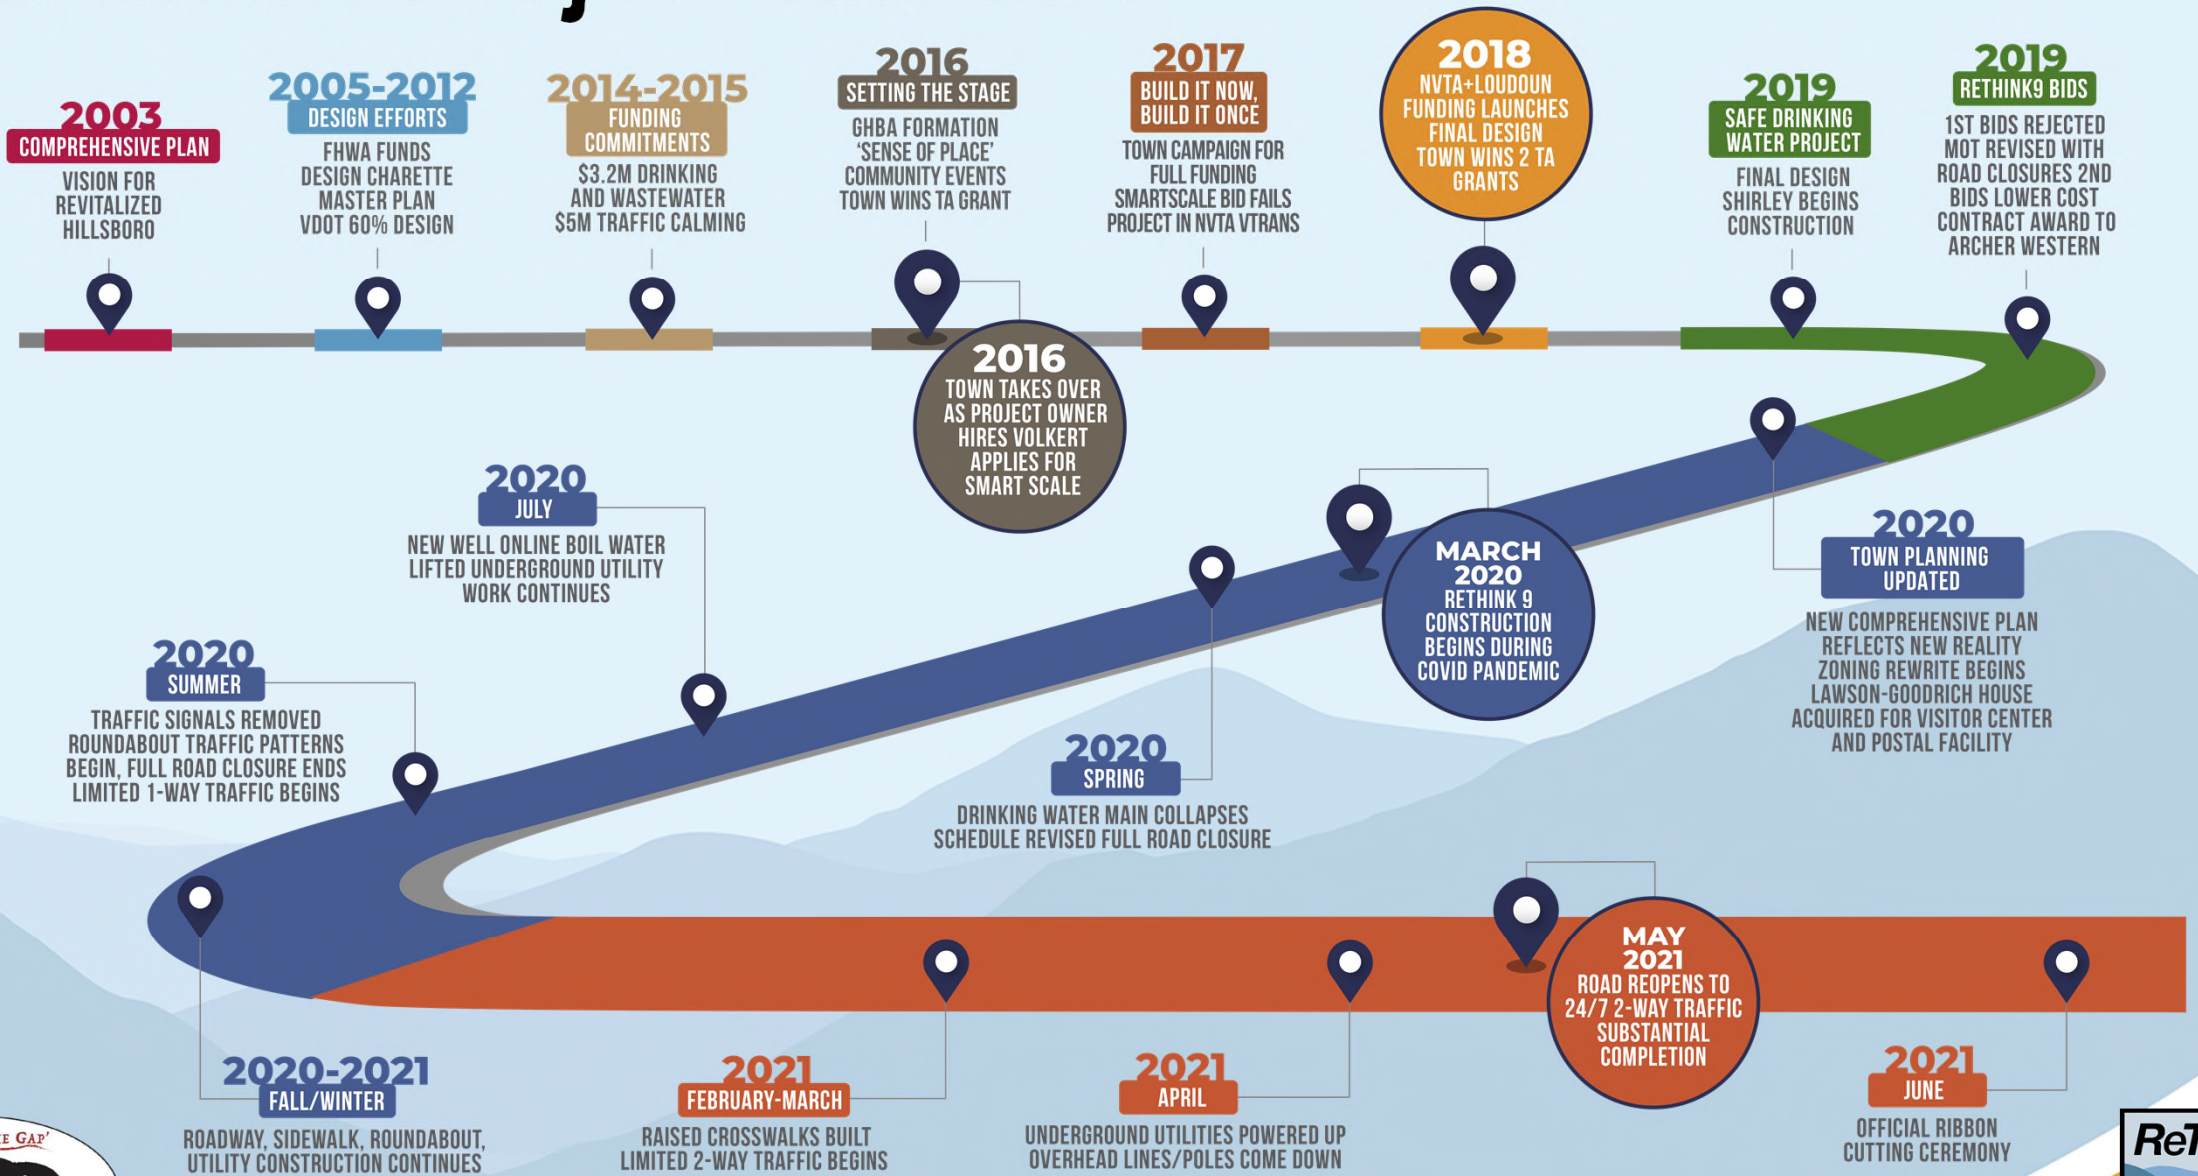 2003
COMPREHENSIVE PLAN
VISION FOR
REVITALIZED
HILLSBORO
2005-2012
DESIGN EFFORTS
FHWA FUNDS
DESIGN CHARETTE
MASTER PLAN
VDOT 60% DESIGN
2014-2015
FUNDING
COMMITMENTS
$3.2M DRINKING
AND WASTEWATER
$5M TRAFFIC CALMING
2016
SETTING THE STAGE
GHBA FORMATION
‘SENSE OF PLACE’
COMMUNITY EVENTS
TOWN WINS TA GRANT
2016
TOWN TAKES OVER
AS PROJECT OWNER
HIRES VOLKERT
APPLIES FOR
SMART SCALE
2017
BUILD IT NOW,
BUILD IT ONCE
TOWN CAMPAIGN FOR
FULL FUNDING
SMARTSCALE BID FAILS
PROJECT IN NVTA VTRANS
2018
NVTA+LOUDOUN
FUNDING LAUNCHES
FINAL DESIGN
TOWN WINS 2 TA
GRANTS
2019
SAFE DRINKING
WATER PROJECT
FINAL DESIGN
SHIRLEY BEGINS
CONSTRUCTION
2019
RETHINK9 BIDS
1ST BIDS REJECTED
MOT REVISED WITH
ROAD CLOSURES 2ND
BIDS LOWER COST
CONTRACT AWARD TO
ARCHER WESTERN
2020
TOWN PLANNING
UPDATED
NEW COMPREHENSIVE PLAN
REFLECTS NEW REALITY
ZONING REWRITE BEGINS
LAWSON-GOODRICH HOUSE
ACQUIRED FOR VISITOR CENTER
AND POSTAL FACILITY
MARCH
2020
RETHINK 9
CONSTRUCTION
BEGINS DURING
COVID PANDEMIC
2020
SPRING
DRINKING WATER MAIN COLLAPSES
SCHEDULE REVISED FULL ROAD CLOSURE
2020
JULY
NEW WELL ONLINE BOIL WATER
LIFTED UNDERGROUND UTILITY
WORK CONTINUES
2020
SUMMER
TRAFFIC SIGNALS REMOVED
ROUNDABOUT TRAFFIC PATTERNS
BEGIN, FULL ROAD CLOSURE ENDS
LIMITED 1-WAY TRAFFIC BEGINS
2020-2021
FALL/WINTER
ROADWAY, SIDEWALK, ROUNDABOUT,
UTILITY CONSTRUCTION CONTINUES
2021
FEBRUARY-MARCH
RAISED CROSSWALKS BUILT
LIMITED 2-WAY TRAFFIC BEGINS
2021
APRIL
UNDERGROUND UTILITIES POWERED UP
OVERHEAD LINES/POLES COME DOWN
MAY
2021
ROAD REOPENS TO
24/7 2-WAY TRAFFIC
SUBSTANTIAL
COMPLETION
2021
JUNE
OFFICIAL RIBBON
CUTTING CEREMONY
GAP’